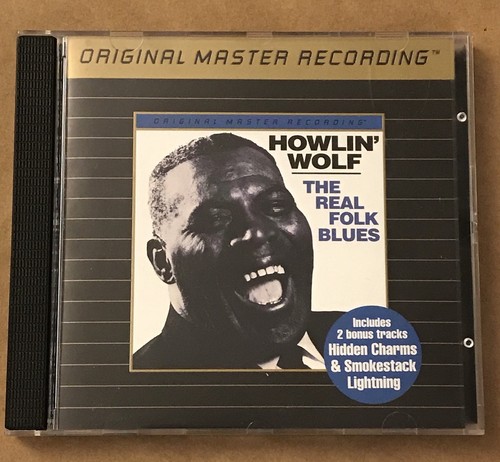 ORIGINAL MASTER RECORDING™
ORIGINAL MASTER RECORDING™
HOWLIN'
WOLF
THE
REAL
FOLK
BLUES
Includes
2 bonus tracks
Hidden Charms
& Smokestack
Lightning